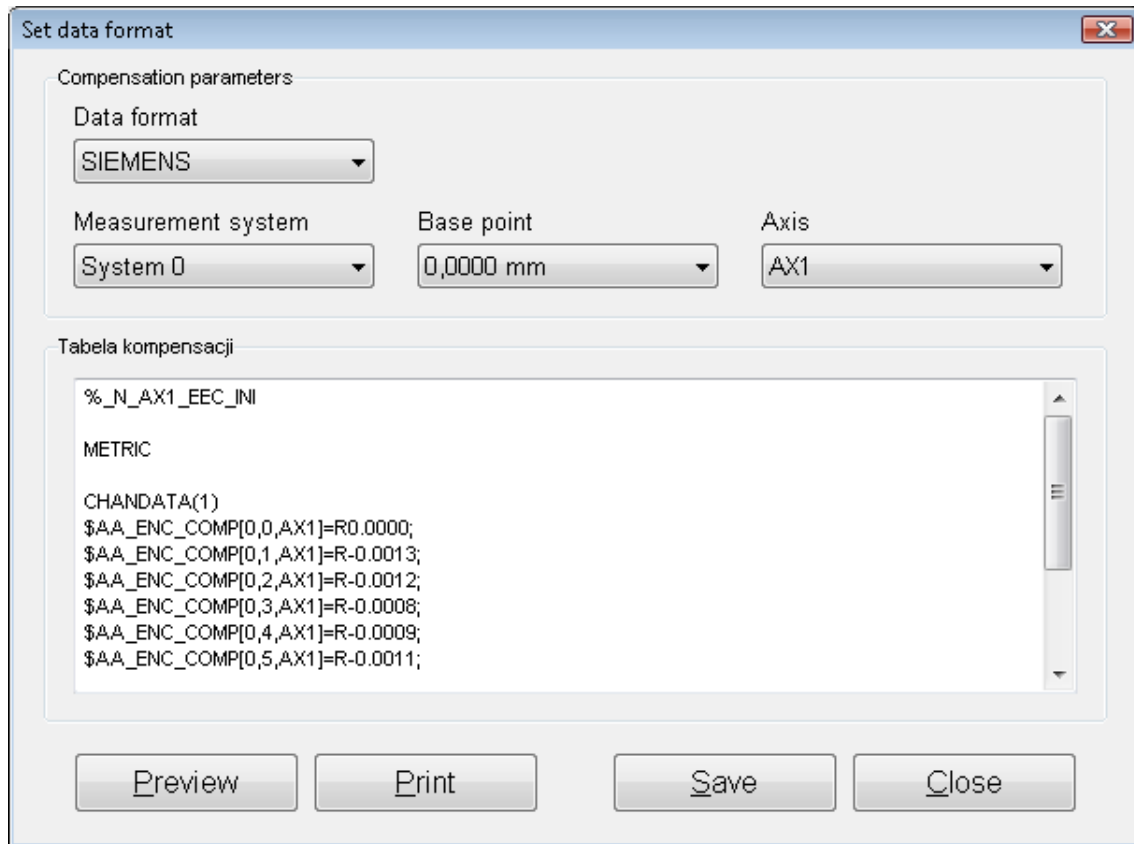 Set data format
Compensation parameters
Data format
SIEMENS
Measurement system Base point Axis
System 0 0,0000 mm AX1
Tabela kompensacji
%_N_AX1_EEC_INI
METRIC
CHANDATA(1)
$AA_ENC_COMP[0,0,AX1]=R0.0000;
$AA_ENC_COMP[0,1,AX1]=R-0.0013;
$AA_ENC_COMP[0,2,AX1]=R-0.0012;
$AA_ENC_COMP[0,3,AX1]=R-0.0008;
$AA_ENC_COMP[0,4,AX1]=R-0.0009;
$AA_ENC_COMP[0,5,AX1]=R-0.0011;
Preview Print Save Close